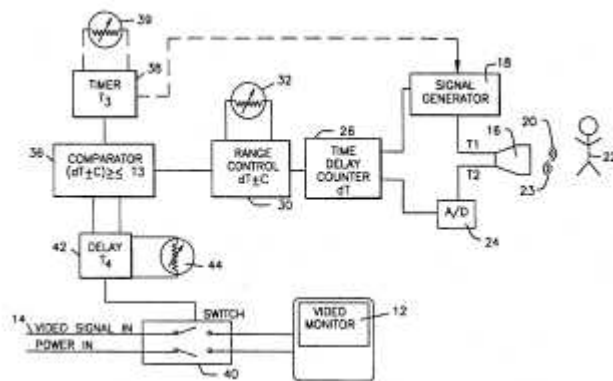 39
TIMER
T3
38
32
18
SIGNAL
GENERATOR
20
16
36
COMPARATOR
(dT±C)≥≤ T3
RANGE
CONTROL
dT±C
30
26
TIME
DELAY
COUNTER
dT
T1
T2
23
22
A/D
24
42
DELAY
T4
44
14
VIDEO SIGNAL IN
POWER IN
SWITCH
40
VIDEO
MONITOR
12